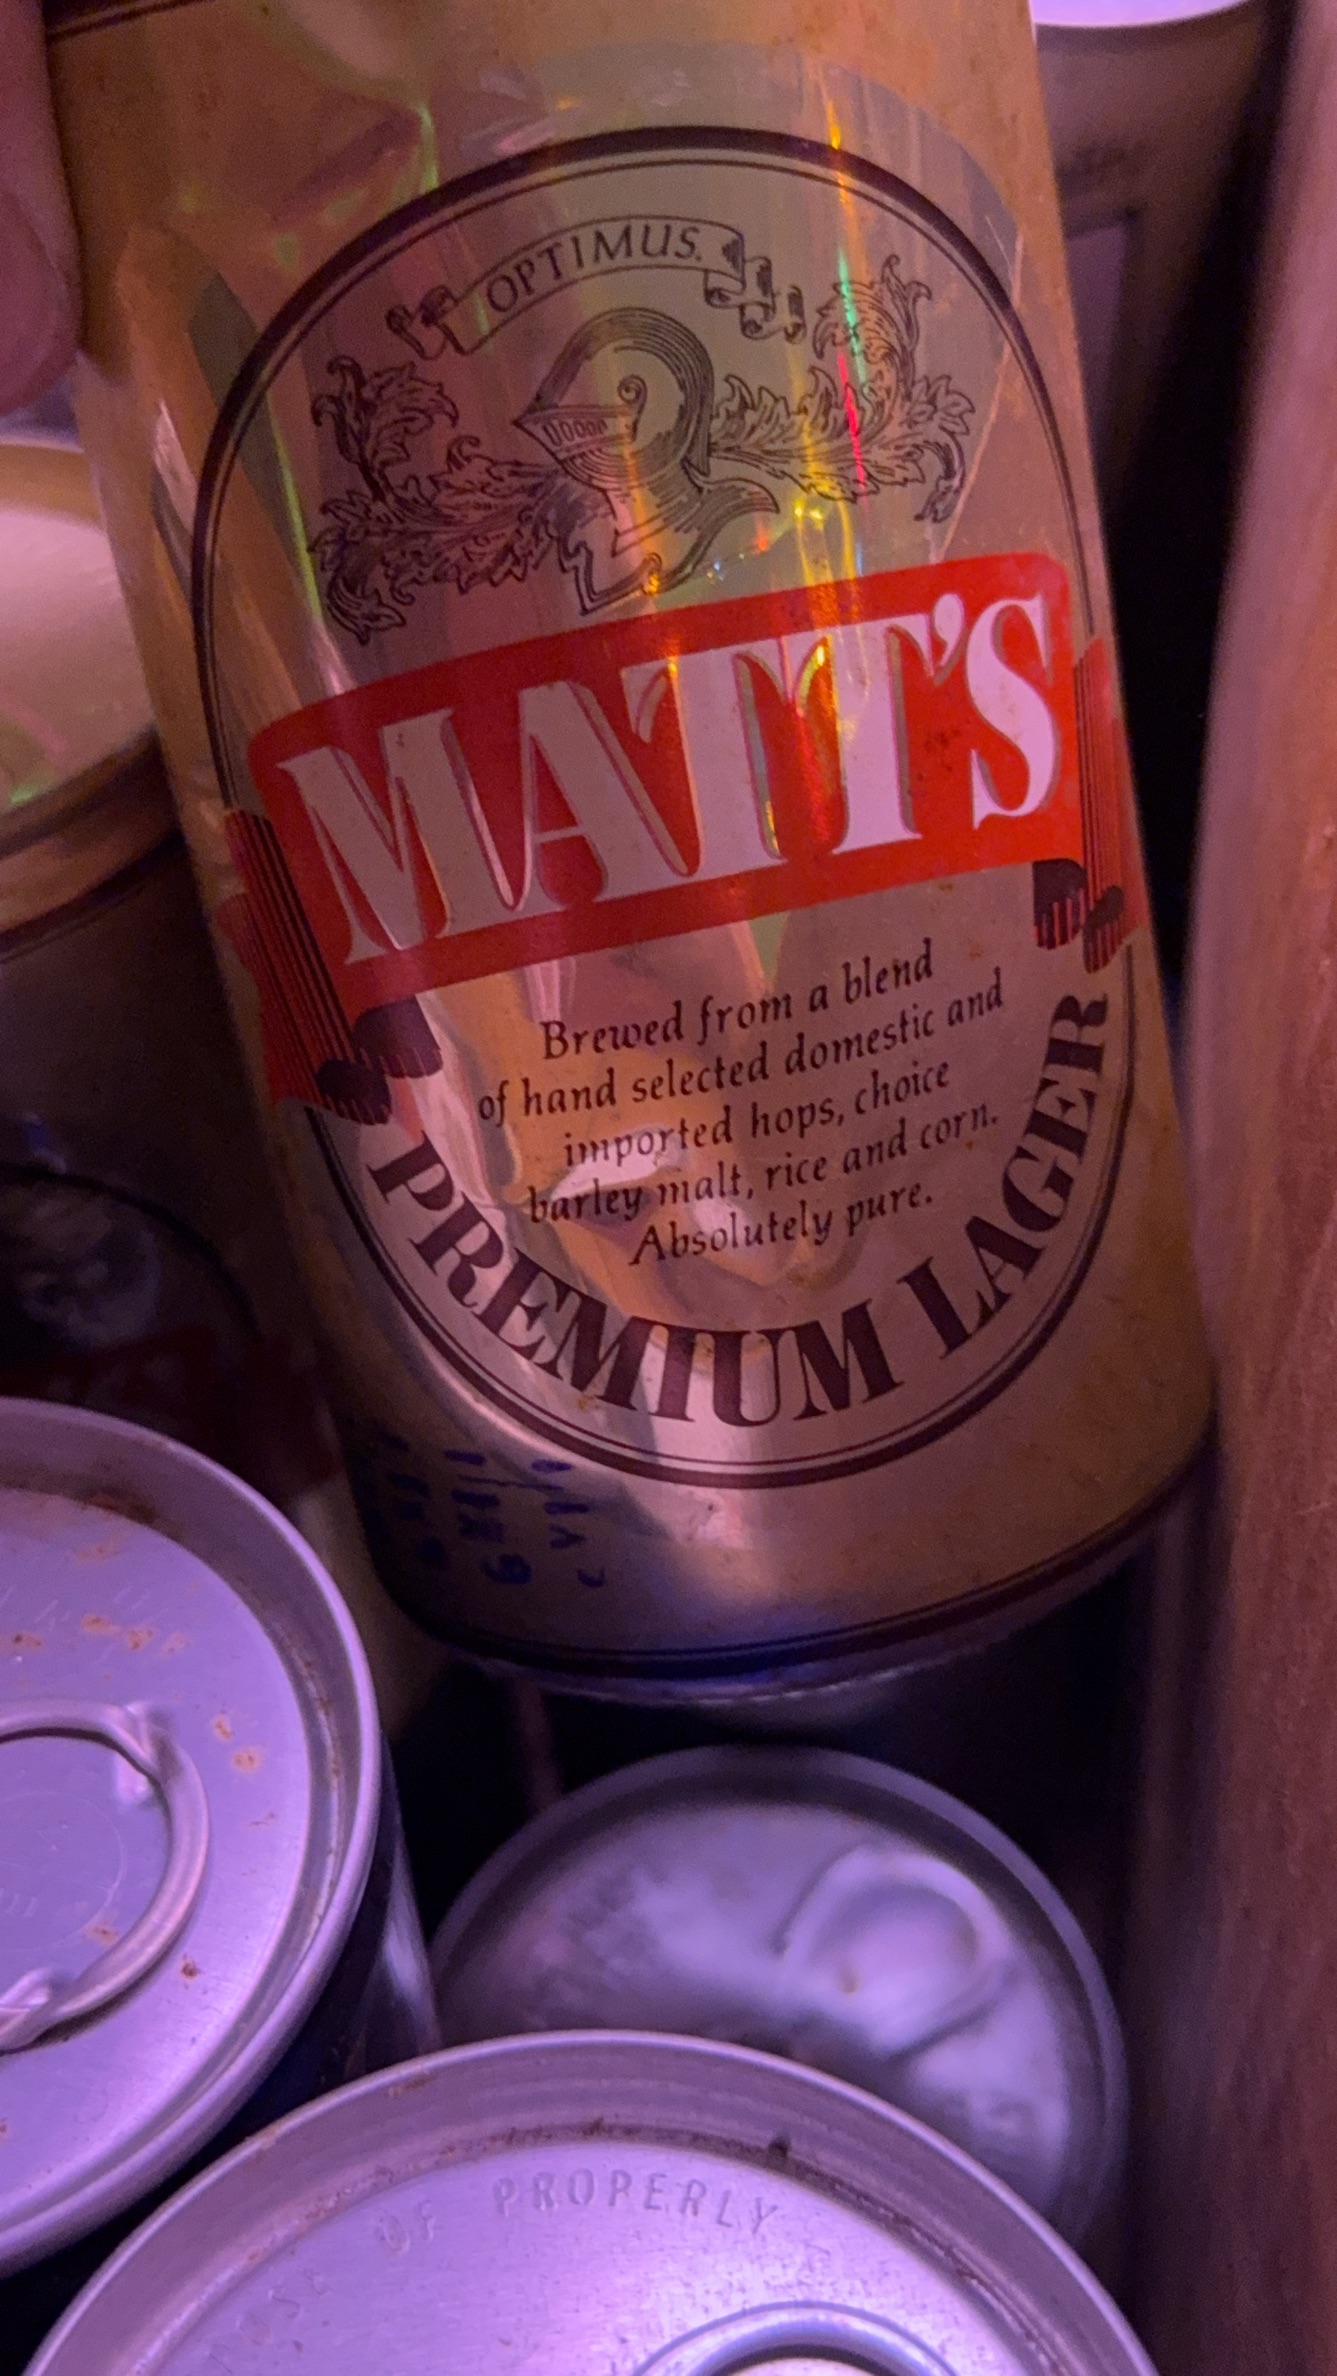 OPTIMUS.
MATT'S
Brewed from a blend
of hand selected domestic and
imported hops, choice
barley malt, rice and corn.
Absolutely pure.
PREMIUM LAGER
OF PROPERLY